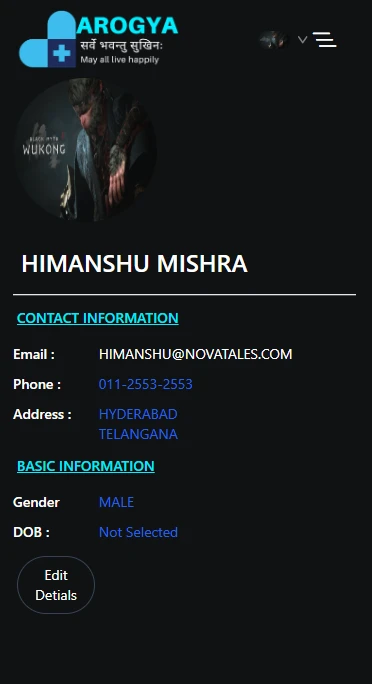 AROGYA
सर्वे भवन्तु सुखिनः
May all live happily
BLACK MYTH
WUKONG
HIMANSHU MISHRA
CONTACT INFORMATION
Email : HIMANSHU@NOVATALES.COM
Phone : 011-2553-2553
Address : HYDERABAD
TELANGANA
BASIC INFORMATION
Gender MALE
DOB : Not Selected
Edit
Detials